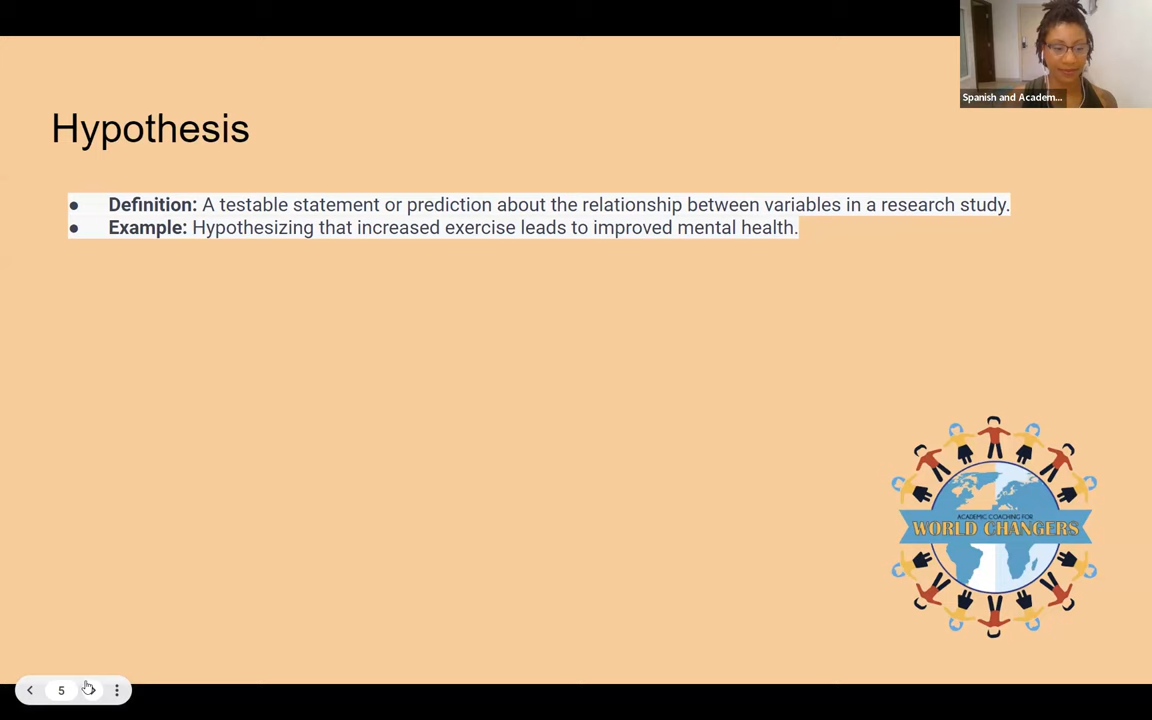 Spanish and Academ...
Hypothesis
● Definition: A testable statement or prediction about the relationship between variables in a research study.
● Example: Hypothesizing that increased exercise leads to improved mental health.
ACADEMIC COACHING FOR
WORLD CHANGERS
5